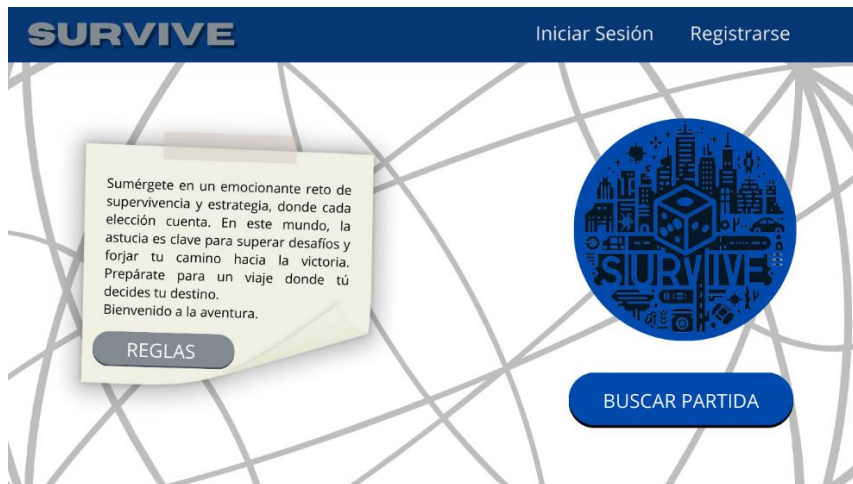 SURVIVE
Iniciar Sesión
Registrarse
Sumérgete en un emocionante reto de
supervivencia y estrategia, donde cada
elección cuenta. En este mundo, la
astucia es clave para superar desafíos y
forjar tu camino hacia la victoria.
Prepárate para un viaje donde tú
decides tu destino.
Bienvenido a la aventura.
REGLAS
SURVIVE
BUSCAR PARTIDA